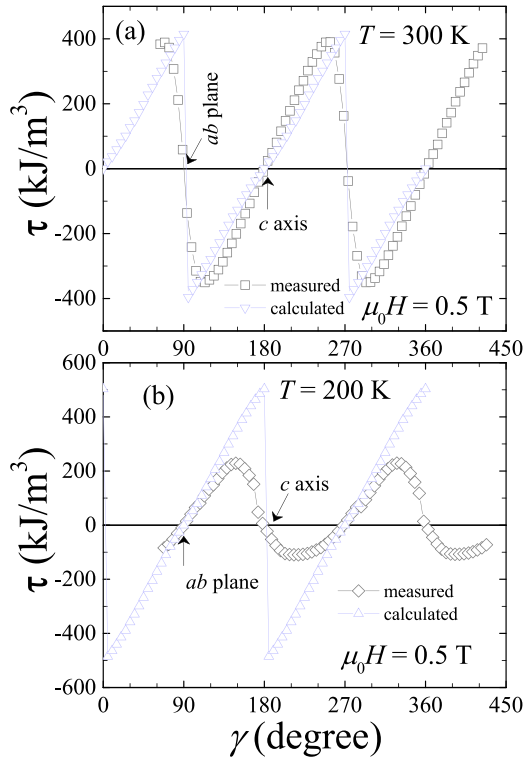 (a)
T = 300 K
400
200
0
-200
-400
τ (kJ/m³)
ab plane
c axis
measured
calculated
μ₀H = 0.5 T
0 90 180 270 360 450
600
400
200
0
-200
-400
-600
τ (kJ/m³)
(b)
T = 200 K
c axis
ab plane
measured
calculated
μ₀H = 0.5 T
0 90 180 270 360 450
γ (degree)